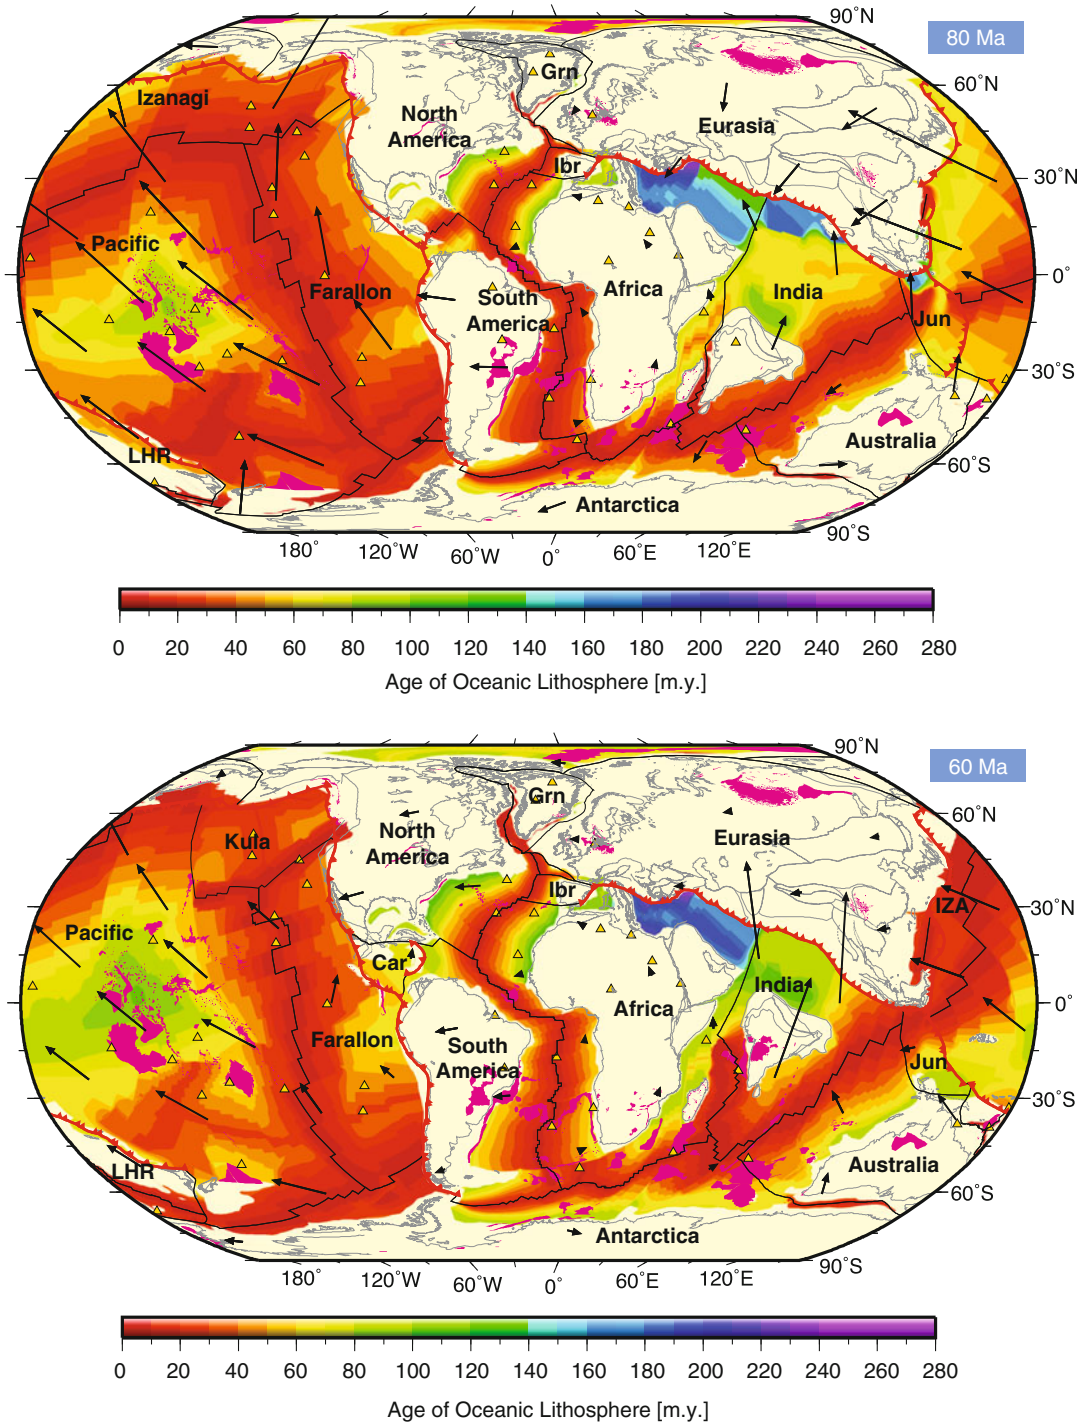 90˚N
80 Ma
60˚N
30˚N
0˚
30˚S
60˚S
90˚S
Izanagi
North
America
Grn
Eurasia
Ibr
Pacific
Farallon
South
America
Africa
India
Jun
LHR
Australia
Antarctica
180˚ 120˚W 60˚W 0˚ 60˚E 120˚E
0 20 40 60 80 100 120 140 160 180 200 220 240 260 280
Age of Oceanic Lithosphere [m.y.]
90˚N
60 Ma
60˚N
30˚N
0˚
30˚S
60˚S
90˚S
Kula
North
America
Grn
Eurasia
Ibr
IZA
Pacific
Car
India
Farallon
South
America
Africa
Jun
LHR
Australia
Antarctica
180˚ 120˚W 60˚W 0˚ 60˚E 120˚E
0 20 40 60 80 100 120 140 160 180 200 220 240 260 280
Age of Oceanic Lithosphere [m.y.]